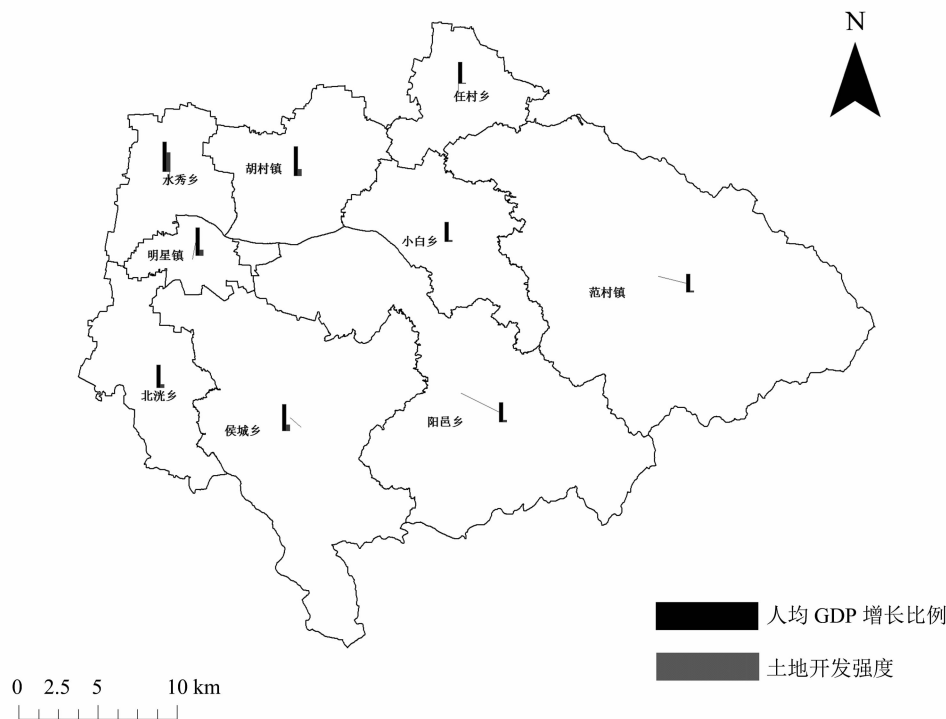 N
任村乡
水秀乡
胡村镇
小白乡
明星镇
范村镇
北洸乡
侯城乡
阳邑乡
人均 GDP 增长比例
土地开发强度
0 2.5 5 10 km